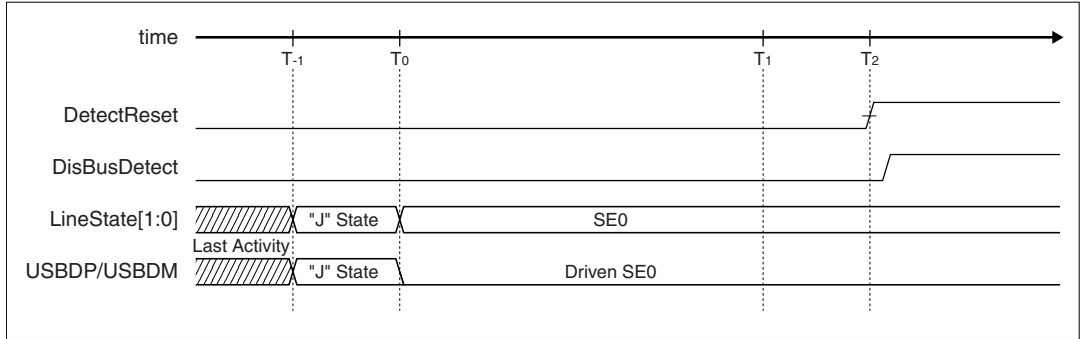 time
T-1 T0 T1 T2
DetectReset
DisBusDetect
LineState[1:0] "J" State SE0
Last Activity
USBDP/USBDM "J" State Driven SE0